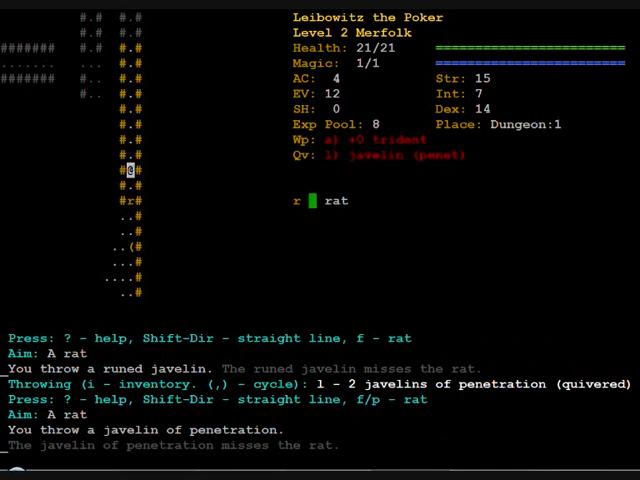 Leibowitz the Poker
Level 2 Merfolk
Health: 21/21
Magic: 1/1
AC: 4 Str: 15
EV: 12 Int: 7
SH: 0 Dex: 14
Exp Pool: 8 Place: Dungeon:1
Wp: a) +0 trident
Qv: l) javelin (penet)
r rat
Press: ? - help, Shift-Dir - straight line, f - rat
Aim: A rat
You throw a runed javelin. The runed javelin misses the rat.
Throwing (i - inventory. (,) - cycle): l - 2 javelins of penetration (quivered)
Press: ? - help, Shift-Dir - straight line, f/p - rat
Aim: A rat
You throw a javelin of penetration.
The javelin of penetration misses the rat.